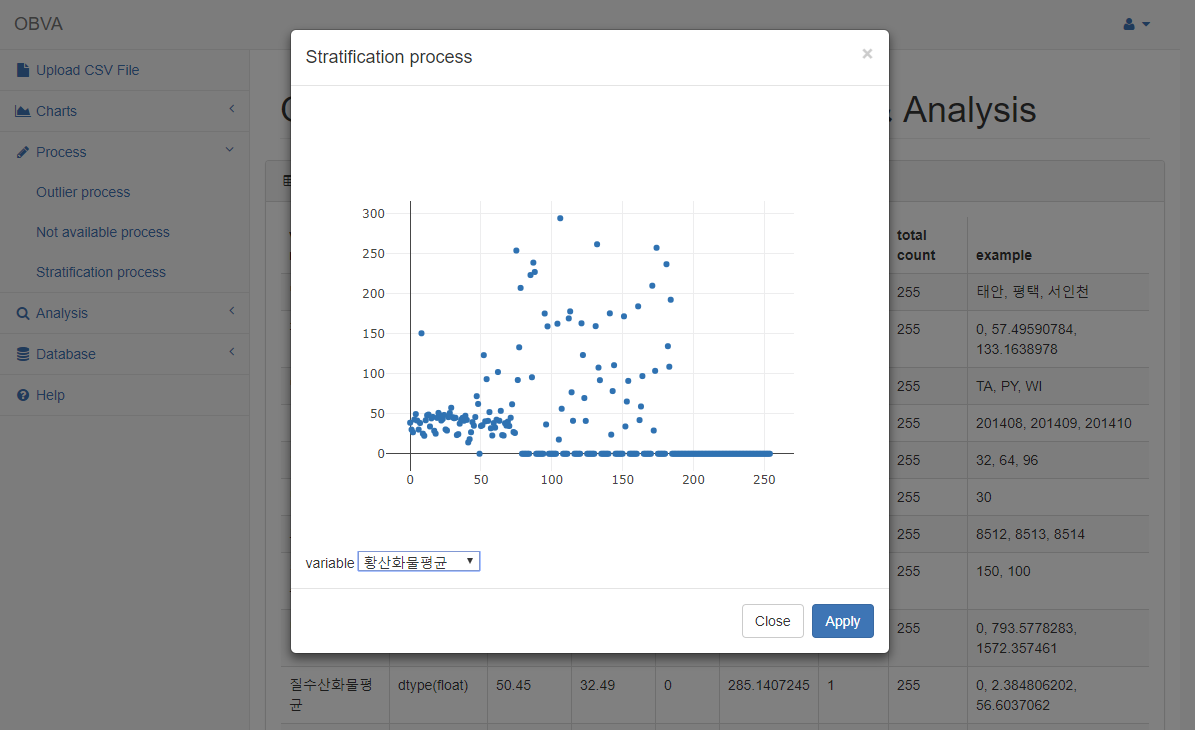 OBVA
Upload CSV File
Charts
Process
Outlier process
Not available process
Stratification process
Analysis
Database
Help
Analysis
Stratification process
×
300
250
200
150
100
50
0
0 50 100 150 200 250
variable 황산화물평균
Close Apply
total
count example
255 태안, 평택, 서인천
255 0, 57.49590784,
133.1638978
255 TA, PY, WI
255 201408, 201409, 201410
255 32, 64, 96
255 30
255 8512, 8513, 8514
255 150, 100
255 0, 793.5778283,
1572.357461
질수산화물평
균 dtype(float) 50.45 32.49 0 285.1407245 1 255 0, 2.384806202,
56.6037062